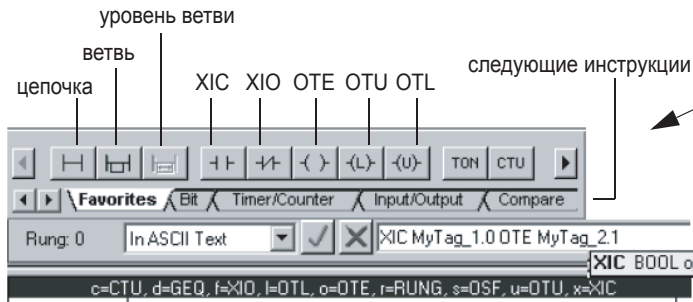 уровень ветви
ветвь
следующие инструкции
цепочка XIC XIO OTE OTU OTL
(L) (U) TON CTU
Favorites Bit Timer/Counter Input/Output Compare
Rung: 0 In ASCII Text XIC MyTag_1.0 OTE MyTag_2.1
XIC BOOL o
c=CTU, d=GEQ, f=XIO, l=OTL, o=OTE, r=RUNG, s=OSF, u=OTU, x=XIC